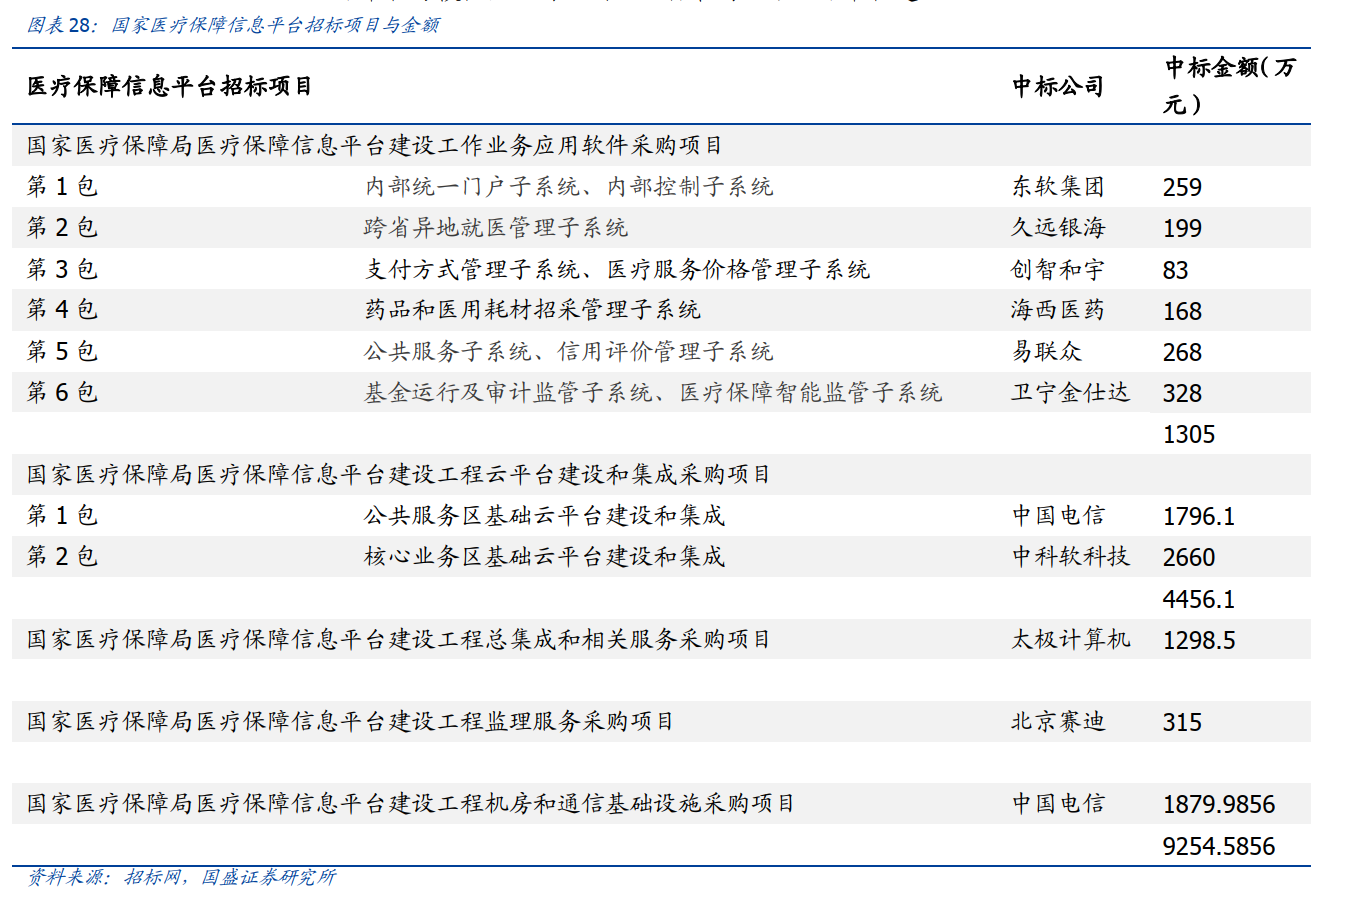 图表 28：国家医疗保障信息平台招标项目与金额
医疗保障信息平台招标项目 中标公司 中标金额(万
元)
国家医疗保障局医疗保障信息平台建设工作业务应用软件采购项目
第 1 包 内部统一门户子系统、内部控制子系统 东软集团 259
第 2 包 跨省异地就医管理子系统 久远银海 199
第 3 包 支付方式管理子系统、医疗服务价格管理子系统 创智和宇 83
第 4 包 药品和医用耗材招采管理子系统 海西医药 168
第 5 包 公共服务子系统、信用评价管理子系统 易联众 268
第 6 包 基金运行及审计监管子系统、医疗保障智能监管子系统 卫宁金仕达 328
1305
国家医疗保障局医疗保障信息平台建设工程云平台建设和集成采购项目
第 1 包 公共服务区基础云平台建设和集成 中国电信 1796.1
第 2 包 核心业务区基础云平台建设和集成 中科软科技 2660
4456.1
国家医疗保障局医疗保障信息平台建设工程总集成和相关服务采购项目 太极计算机 1298.5
国家医疗保障局医疗保障信息平台建设工程监理服务采购项目 北京赛迪 315
国家医疗保障局医疗保障信息平台建设工程机房和通信基础设施采购项目 中国电信 1879.9856
9254.5856
资料来源：招标网，国盛证券研究所